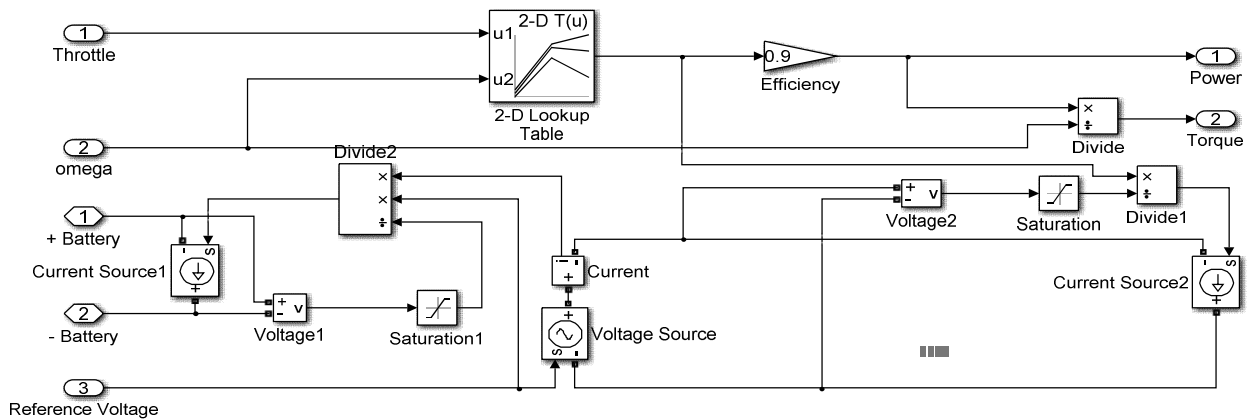 1
Throttle
2-D T(u)
u1
u2
2-D Lookup
Table
0.9
Efficiency
1
Power
×
÷
Divide
2
Torque
2
omega
Divide2
×
×
÷
+ -
v
Voltage2
Saturation
×
÷
Divide1
1
+ Battery
- S
+
Current Source1
2
- Battery
+ -
v
Voltage1
Saturation1
i - +
Current
+
S -
Voltage Source
- S
+
Current Source2
3
Reference Voltage